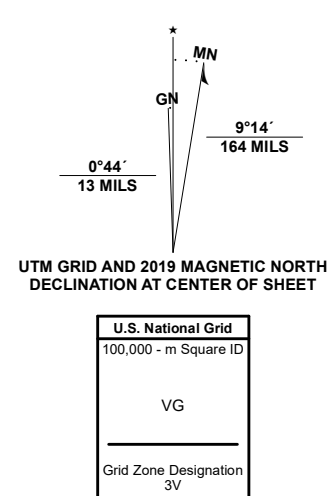 ★
MN
GN
9°14´
164 MILS
0°44´
13 MILS
UTM GRID AND 2019 MAGNETIC NORTH
DECLINATION AT CENTER OF SHEET
U.S. National Grid
100,000 - m Square ID
VG
Grid Zone Designation
3V